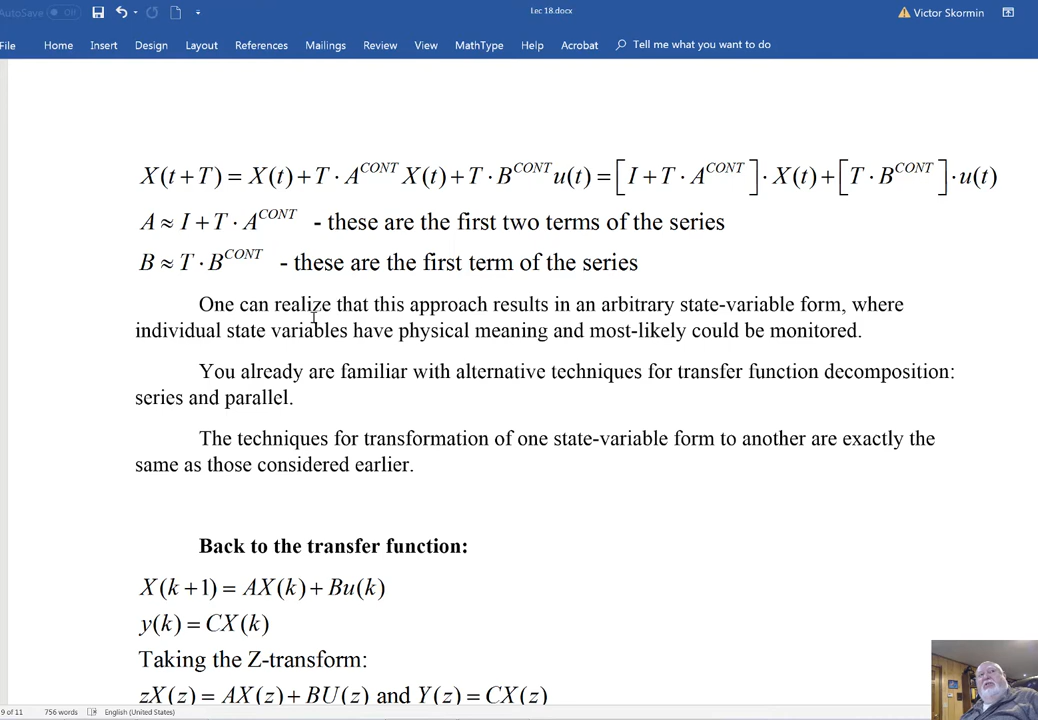 AutoSave Off
Lec 18.docx
Victor Skormin
File Home Insert Design Layout References Mailings Review View MathType Help Acrobat Tell me what you want to do
X(t + T) = X(t) + T · A^{CONT} X(t) + T · B^{CONT} u(t) = [I + T · A^{CONT}] · X(t) + [T · B^{CONT}] · u(t)
A ≈ I + T · A^{CONT} - these are the first two terms of the series
B ≈ T · B^{CONT} - these are the first term of the series
One can realize that this approach results in an arbitrary state-variable form, where
individual state variables have physical meaning and most-likely could be monitored.
You already are familiar with alternative techniques for transfer function decomposition:
series and parallel.
The techniques for transformation of one state-variable form to another are exactly the
same as those considered earlier.
Back to the transfer function:
X(k + 1) = AX(k) + Bu(k)
y(k) = CX(k)
Taking the Z-transform:
zX(z) = AX(z) + BU(z) and Y(z) = CX(z)
9 of 11 756 words English (United States)